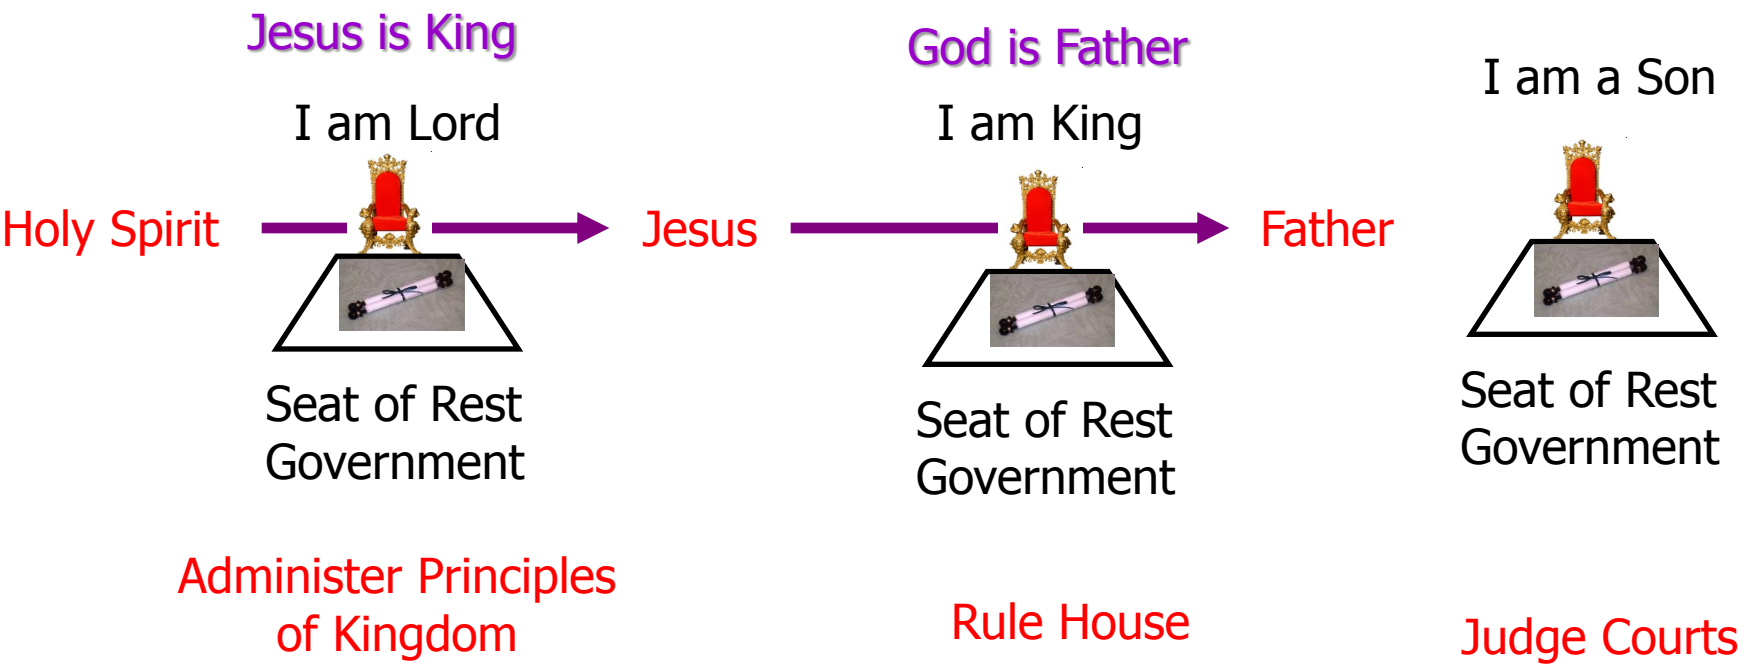 Jesus is King
God is Father
I am a Son
I am Lord
I am King
Holy Spirit
Jesus
Father
Seat of Rest
Government
Seat of Rest
Government
Seat of Rest
Government
Administer Principles
of Kingdom
Rule House
Judge Courts